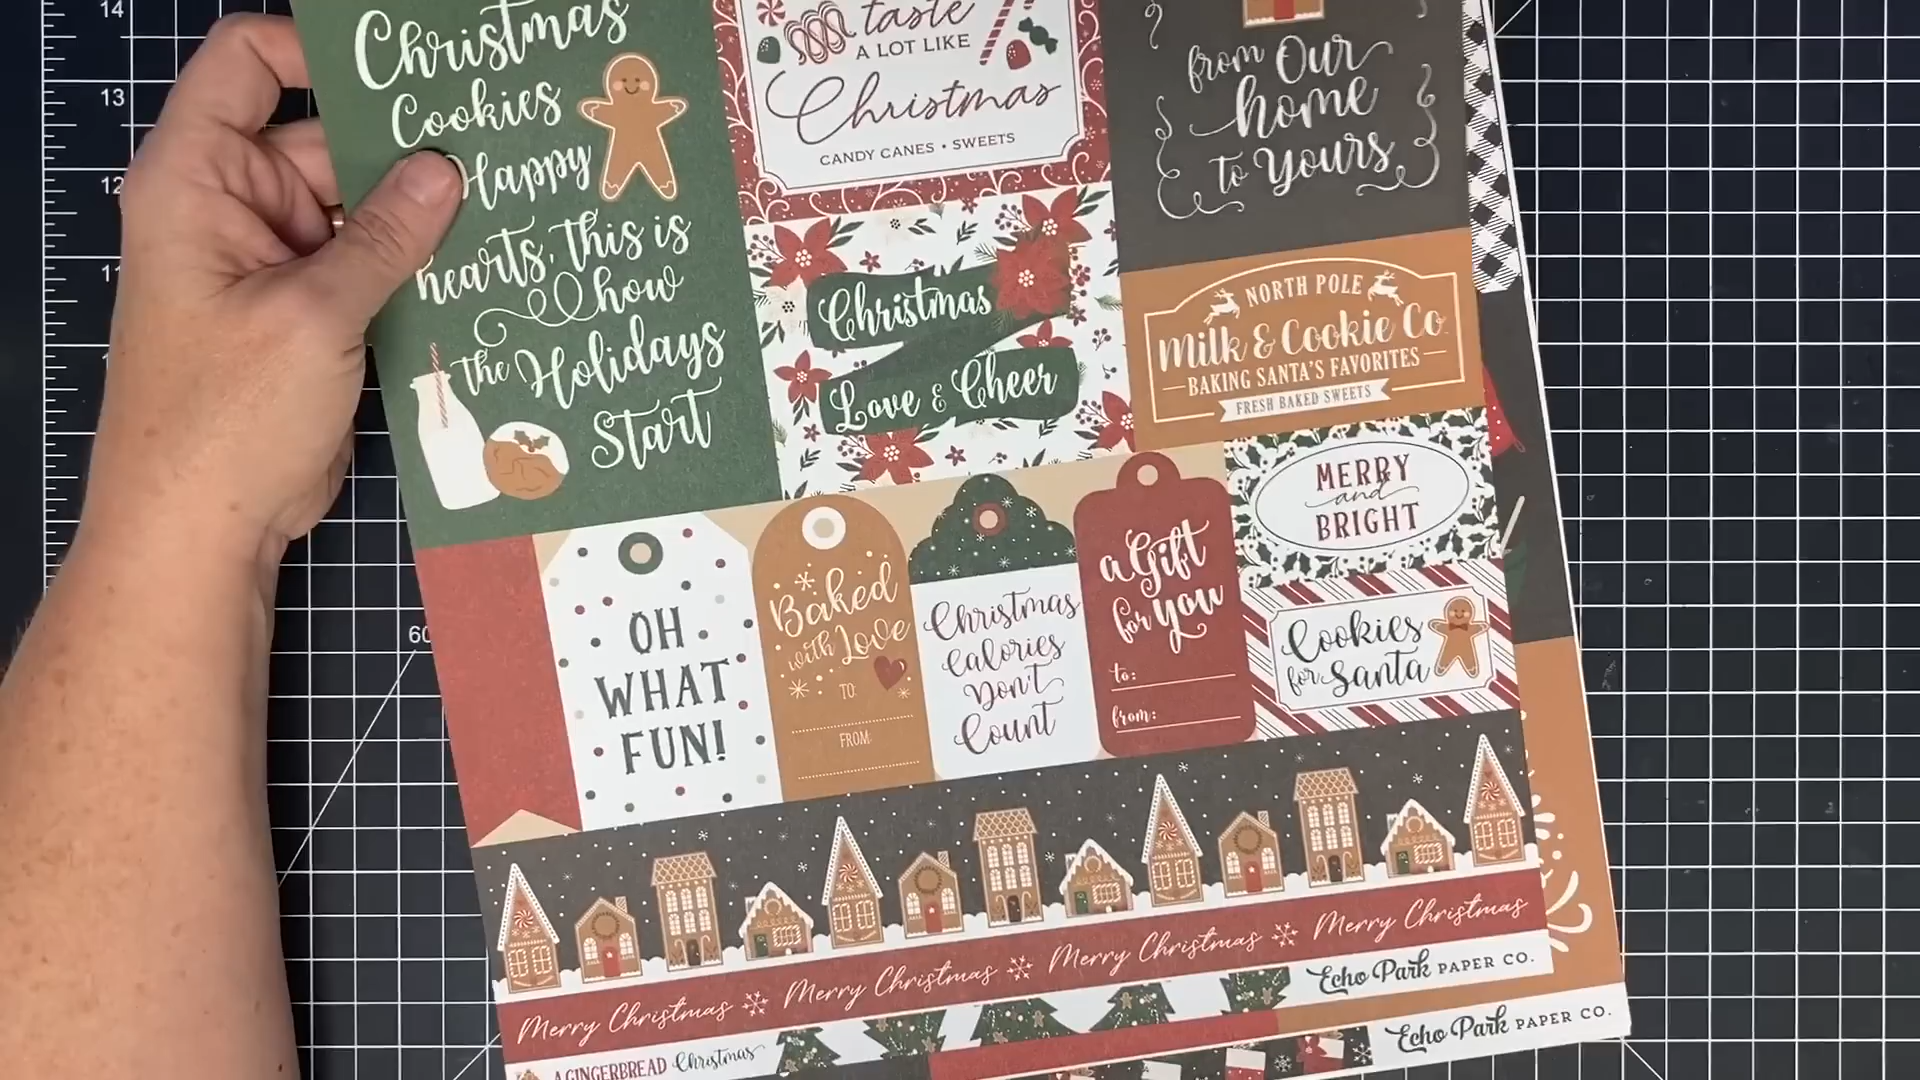 14
13
12
11
10
60
Christmas
Cookies
Happy
hearts, this is
how
the Holidays
Start
taste
A LOT LIKE
Christmas
CANDY CANES • SWEETS
from Our
home
to Yours
Christmas
Love & Cheer
NORTH POLE
Milk & Cookie Co.
BAKING SANTA'S FAVORITES
FRESH BAKED SWEETS
OH
WHAT
FUN!
Baked
with Love
TO:
FROM:
Christmas
Calories
Don't
Count
a Gift
for You
to:
from:
MERRY
and
BRIGHT
Cookies
for Santa
Merry Christmas Merry Christmas Merry Christmas Merry Christmas
Echo Park PAPER CO.
A GINGERBREAD Christmas
Echo Park PAPER CO.